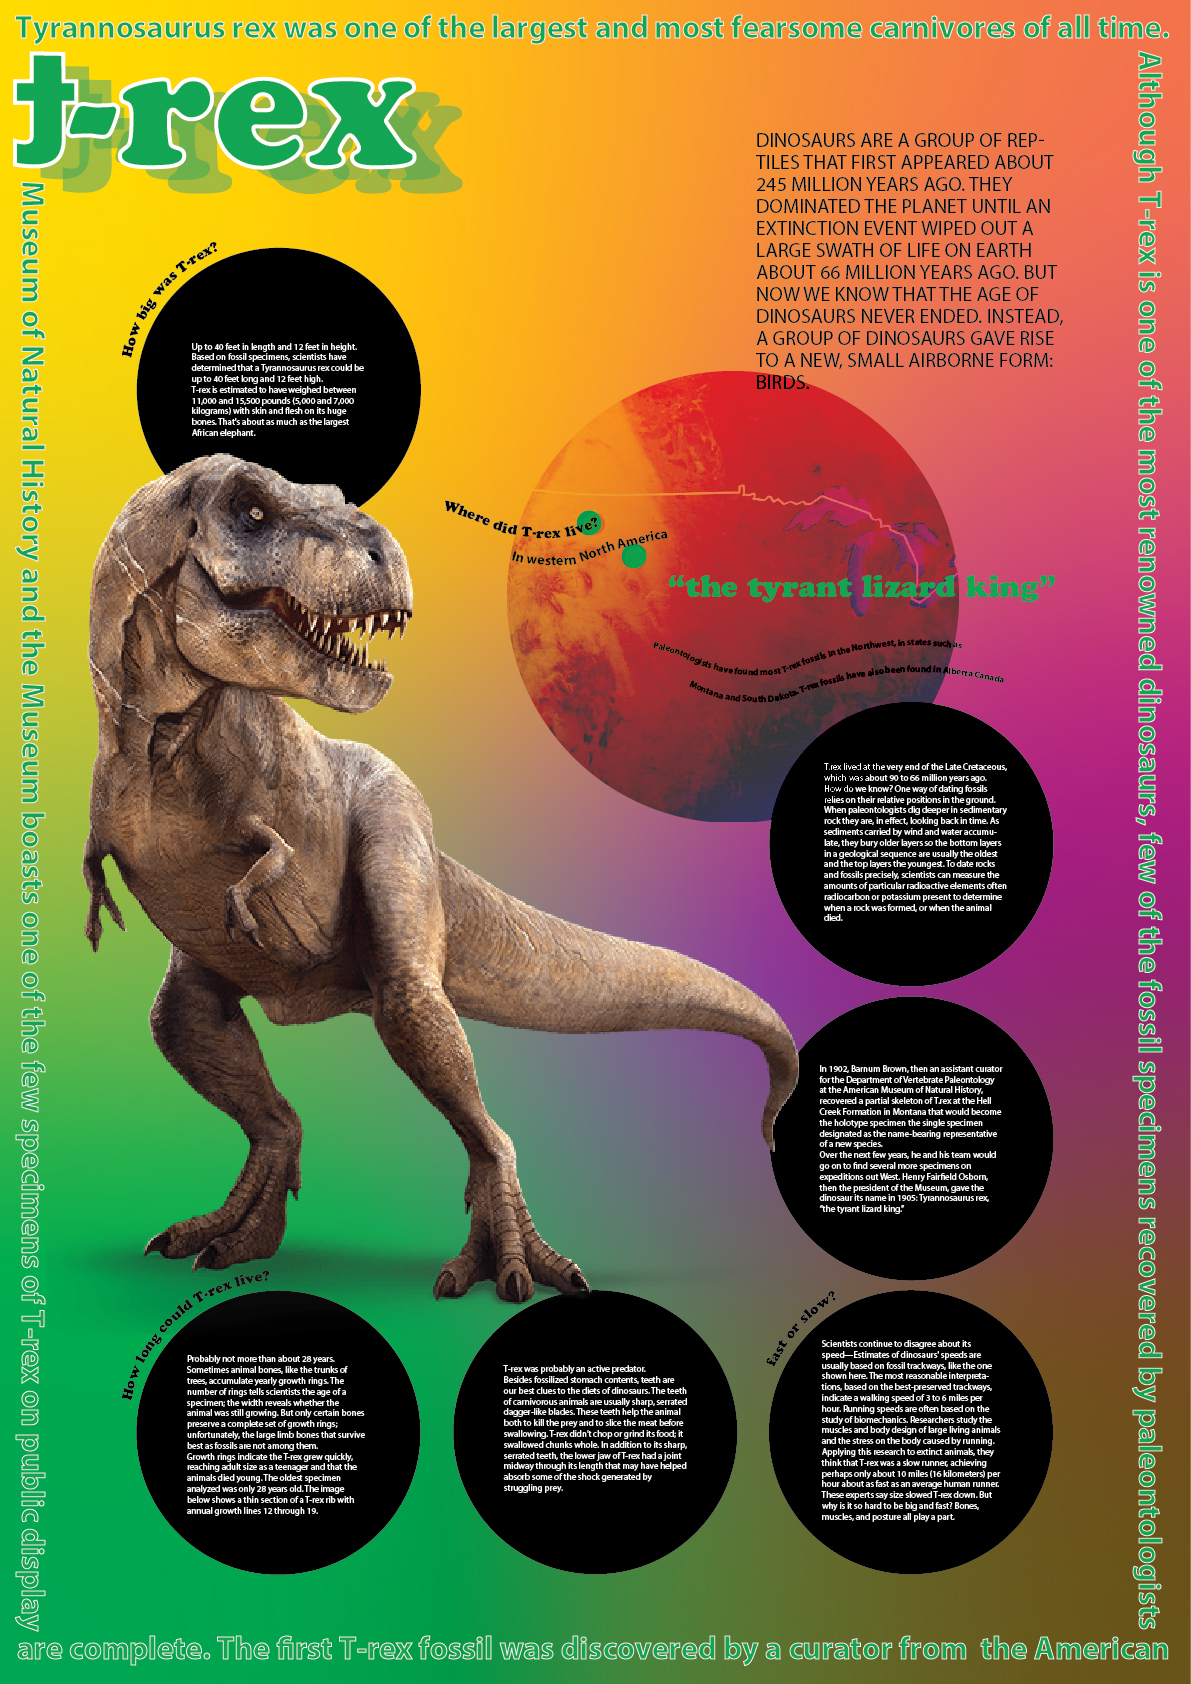 Tyrannosaurus rex was one of the largest and most fearsome carnivores of all time.
Although T-rex is one of the most renowned dinosaurs, few of the fossil specimens recovered by paleontologists
are complete. The first T-rex fossil was discovered by a curator from the American
Museum of Natural History and the Museum boasts one of the few specimens of T-rex on public display
t-rex
DINOSAURS ARE A GROUP OF REP-
TILES THAT FIRST APPEARED ABOUT
245 MILLION YEARS AGO. THEY
DOMINATED THE PLANET UNTIL AN
EXTINCTION EVENT WIPED OUT A
LARGE SWATH OF LIFE ON EARTH
ABOUT 66 MILLION YEARS AGO. BUT
NOW WE KNOW THAT THE AGE OF
DINOSAURS NEVER ENDED. INSTEAD,
A GROUP OF DINOSAURS GAVE RISE
TO A NEW, SMALL AIRBORNE FORM:
BIRDS.
How big was T-rex?
Up to 40 feet in length and 12 feet in height.
Based on fossil specimens, scientists have
determined that a Tyrannosaurus rex could be
up to 40 feet long and 12 feet high.
T-rex is estimated to have weighed between
11,000 and 15,500 pounds (5,000 and 7,000
kilograms) with skin and flesh on its huge
bones. That's about as much as the largest
African elephant.
Where did T-rex live?
In western North America
“the tyrant lizard king”
Paleontologists have found most T-rex fossils in the Northwest, in states such as
Montana and South Dakota. T-rex fossils have also been found in Alberta Canada
T.rex lived at the very end of the Late Cretaceous,
which was about 90 to 66 million years ago.
How do we know? One way of dating fossils
relies on their relative positions in the ground.
When paleontologists dig deeper in sedimentary
rock they are, in effect, looking back in time. As
sediments carried by wind and water accumu-
late, they bury older layers so the bottom layers
in a geological sequence are usually the oldest
and the top layers the youngest. To date rocks
and fossils precisely, scientists can measure the
amounts of particular radioactive elements often
radiocarbon or potassium present to determine
when a rock was formed, or when the animal
died.
In 1902, Barnum Brown, then an assistant curator
for the Department of Vertebrate Paleontology
at the American Museum of Natural History,
recovered a partial skeleton of T.rex at the Hell
Creek Formation in Montana that would become
the holotype specimen the single specimen
designated as the name-bearing representative
of a new species.
Over the next few years, he and his team would
go on to find several more specimens on
expeditions out West. Henry Fairfield Osborn,
then the president of the Museum, gave the
dinosaur its name in 1905: Tyrannosaurus rex,
“the tyrant lizard king.”
How long could T-rex live?
Probably not more than about 28 years.
Sometimes animal bones, like the trunks of
trees, accumulate yearly growth rings. The
number of rings tells scientists the age of a
specimen; the width reveals whether the
animal was still growing. But only certain bones
preserve a complete set of growth rings;
unfortunately, the large limb bones that survive
best as fossils are not among them.
Growth rings indicate the T-rex grew quickly,
reaching adult size as a teenager and that the
animals died young. The oldest specimen
analyzed was only 28 years old. The image
below shows a thin section of a T-rex rib with
annual growth lines 12 through 19.
T-rex was probably an active predator.
Besides fossilized stomach contents, teeth are
our best clues to the diets of dinosaurs. The teeth
of carnivorous animals are usually sharp, serrated
dagger-like blades. These teeth help the animal
both to kill the prey and to slice the meat before
swallowing. T-rex didn't chop or grind its food; it
swallowed chunks whole. In addition to its sharp,
serrated teeth, the lower jaw of T-rex had a joint
midway through its length that may have helped
absorb some of the shock generated by
struggling prey.
fast or slow?
Scientists continue to disagree about its
speed—Estimates of dinosaurs' speeds are
usually based on fossil trackways, like the one
shown here. The most reasonable interpreta-
tions, based on the best-preserved trackways,
indicate a walking speed of 3 to 6 miles per
hour. Running speeds are often based on the
study of biomechanics. Researchers study the
muscles and body design of large living animals
and the stress on the body caused by running.
Applying this research to extinct animals, they
think that T-rex was a slow runner, achieving
perhaps only about 10 miles (16 kilometers) per
hour about as fast as an average human runner.
These experts say size slowed T-rex down. But
why is it so hard to be big and fast? Bones,
muscles, and posture all play a part.